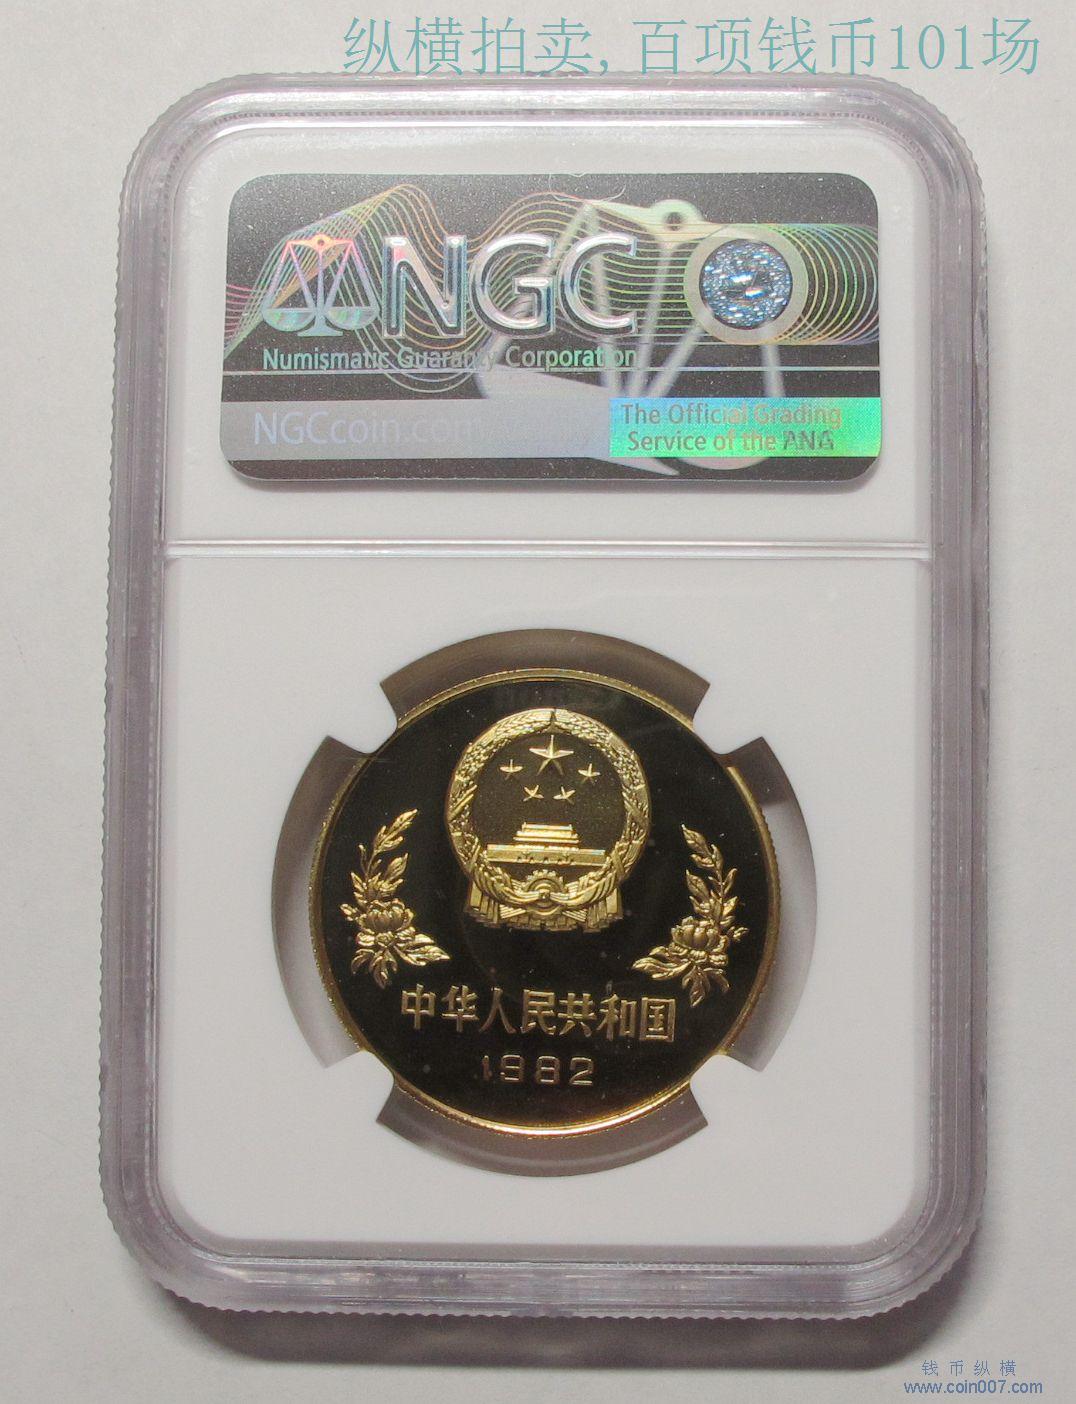 纵横拍卖,百项钱币101场
NGC
Numismatic Guaranty Corporation
NGCcoin.com
The Official Grading
Service of the ANA
中华人民共和国
1982
钱币纵横
www.coin007.com